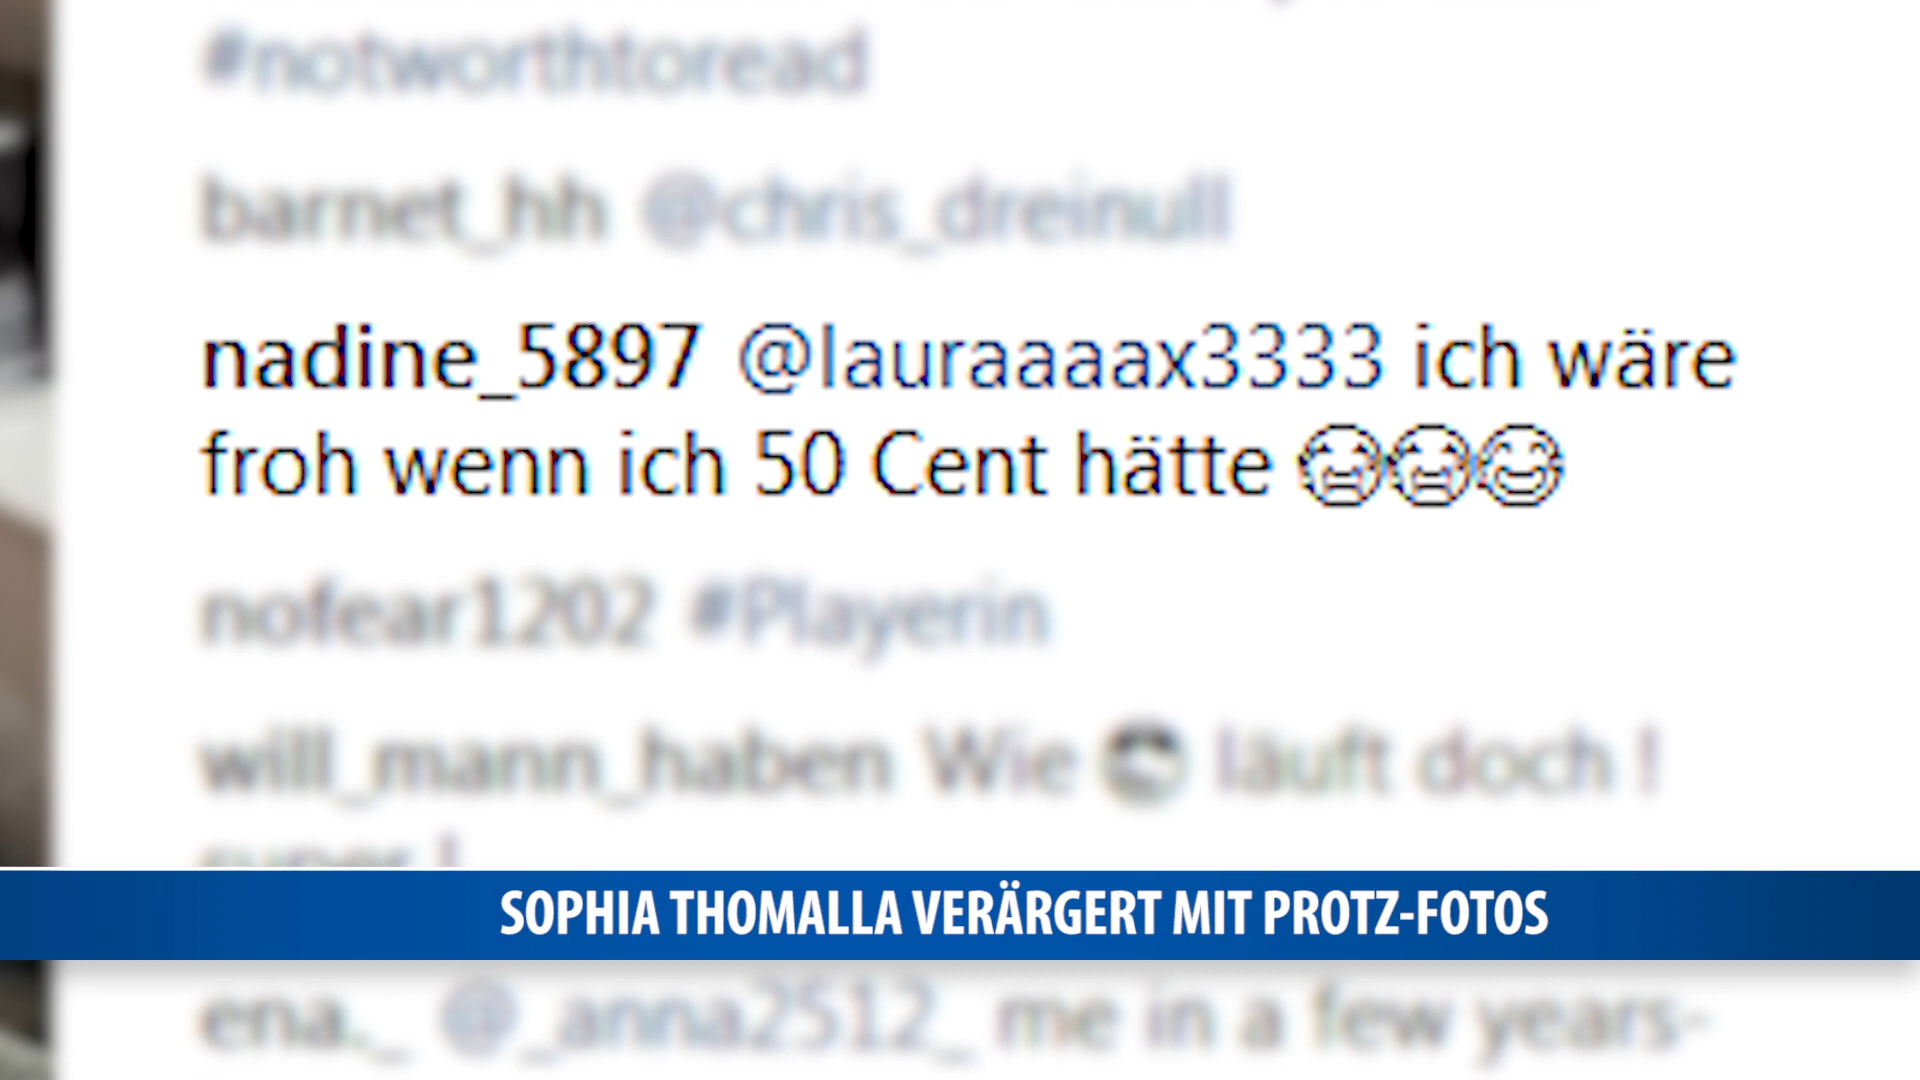 #notworthtoread
barnet_hh @chris_dreinull
nadine_5897 @lauraaaax3333 ich wäre
froh wenn ich 50 Cent hätte 😭😭😂
nofear1202 #Playerin
will_mann_haben Wie läuft doch !
super !
SOPHIA THOMALLA VERÄRGERT MIT PROTZ-FOTOS
ena._ @_anna2512_ me in a few years-